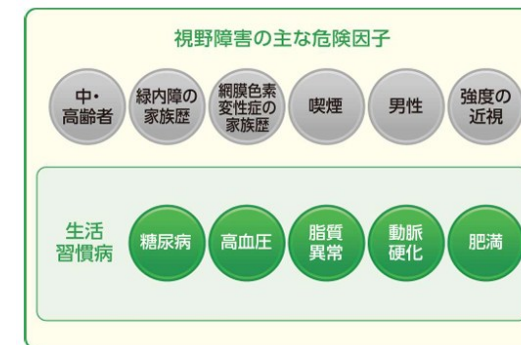 視野障害の主な危険因子
中・
高齢者
緑内障の
家族歴
網膜色素
変性症の
家族歴
喫煙
男性
強度の
近視
生活
習慣病
糖尿病
高血圧
脂質
異常
動脈
硬化
肥満